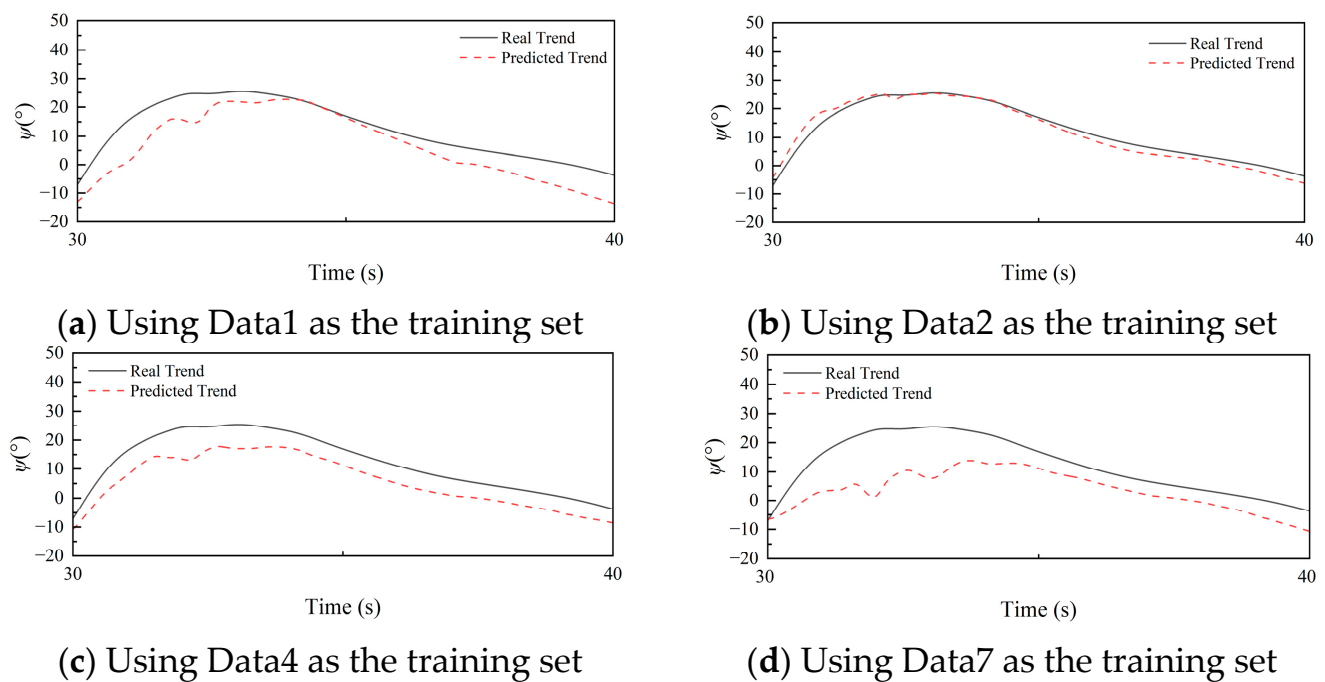 50
40
30
20
10
0
−10
−20
ψ(°)
Real Trend
Predicted Trend
30
40
Time (s)
(a) Using Data1 as the training set
50
40
30
20
10
0
−10
−20
ψ(°)
Real Trend
Predicted Trend
30
40
Time (s)
(b) Using Data2 as the training set
50
40
30
20
10
0
−10
−20
ψ(°)
Real Trend
Predicted Trend
30
40
Time (s)
(c) Using Data4 as the training set
50
40
30
20
10
0
−10
−20
ψ(°)
Real Trend
Predicted Trend
30
40
Time (s)
(d) Using Data7 as the training set